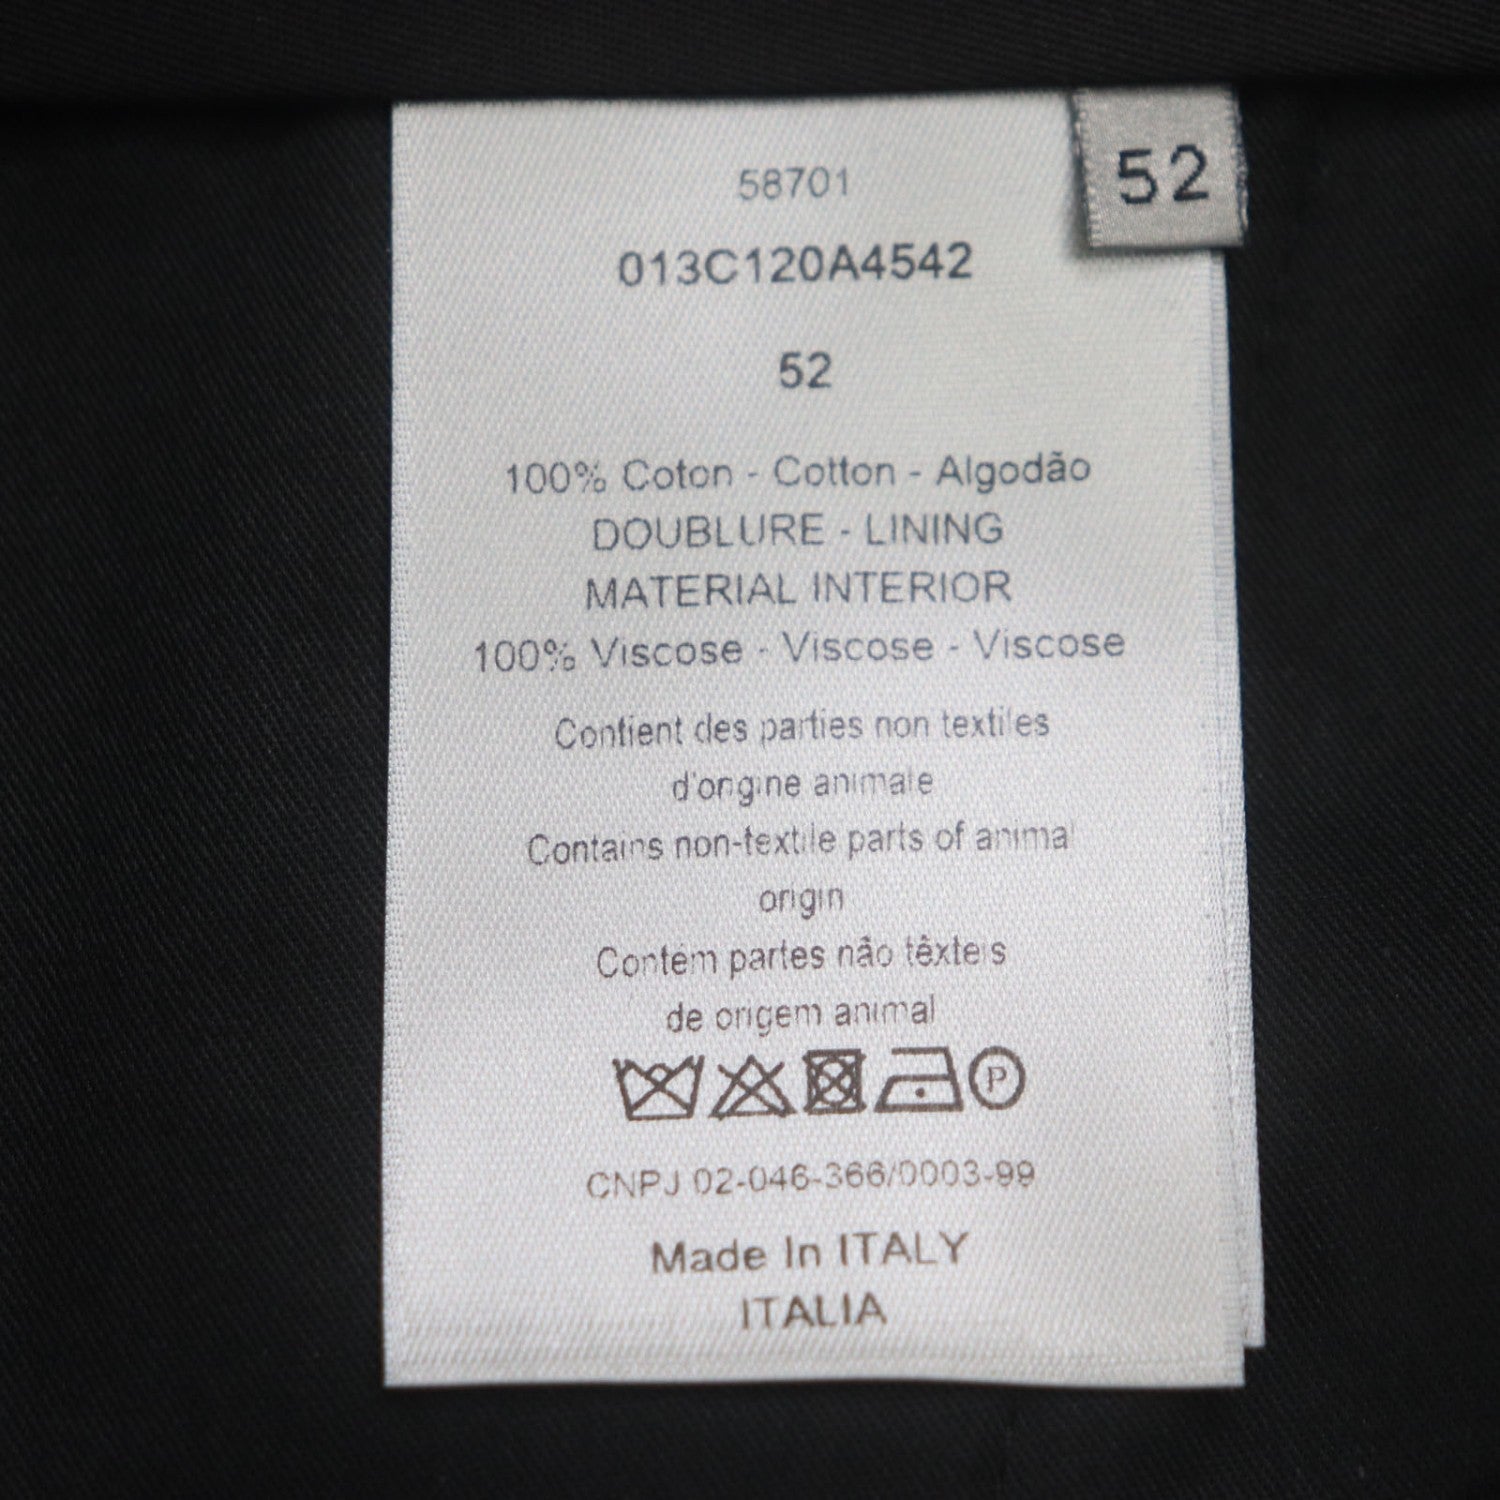 52
58701
013C120A4542
52
100% Coton - Cotton - Algodão
DOUBLURE - LINING
MATERIAL INTERIOR
100% Viscose - Viscose - Viscose
Contient des parties non textiles
d'origine animale
Contains non-textile parts of animal
origin
Contém partes não têxteis
de origem animal
P
CNPJ 02-046-366/0003-99
Made In ITALY
ITALIA